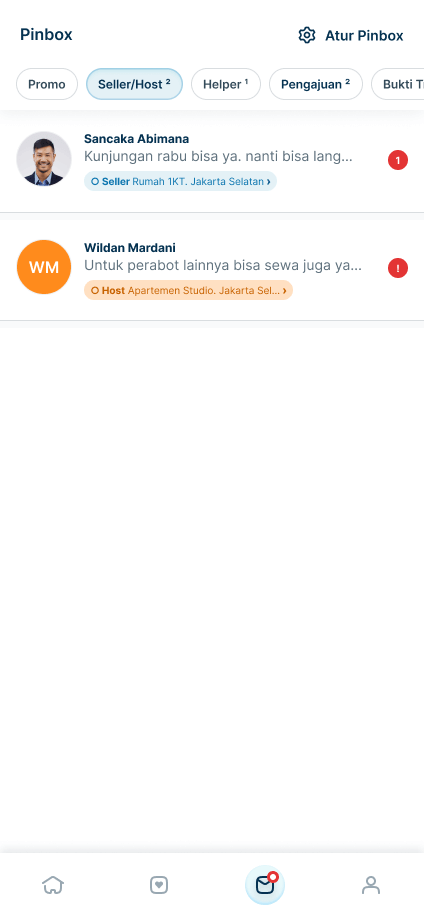 Pinbox
Atur Pinbox
Promo
Seller/Host ²
Helper ¹
Pengajuan ²
Bukti T
Sancaka Abimana
Kunjungan rabu bisa ya. nanti bisa lang...
1
Seller Rumah 1KT. Jakarta Selatan ›
WM
Wildan Mardani
Untuk perabot lainnya bisa sewa juga ya...
!
Host Apartemen Studio. Jakarta Sel... ›